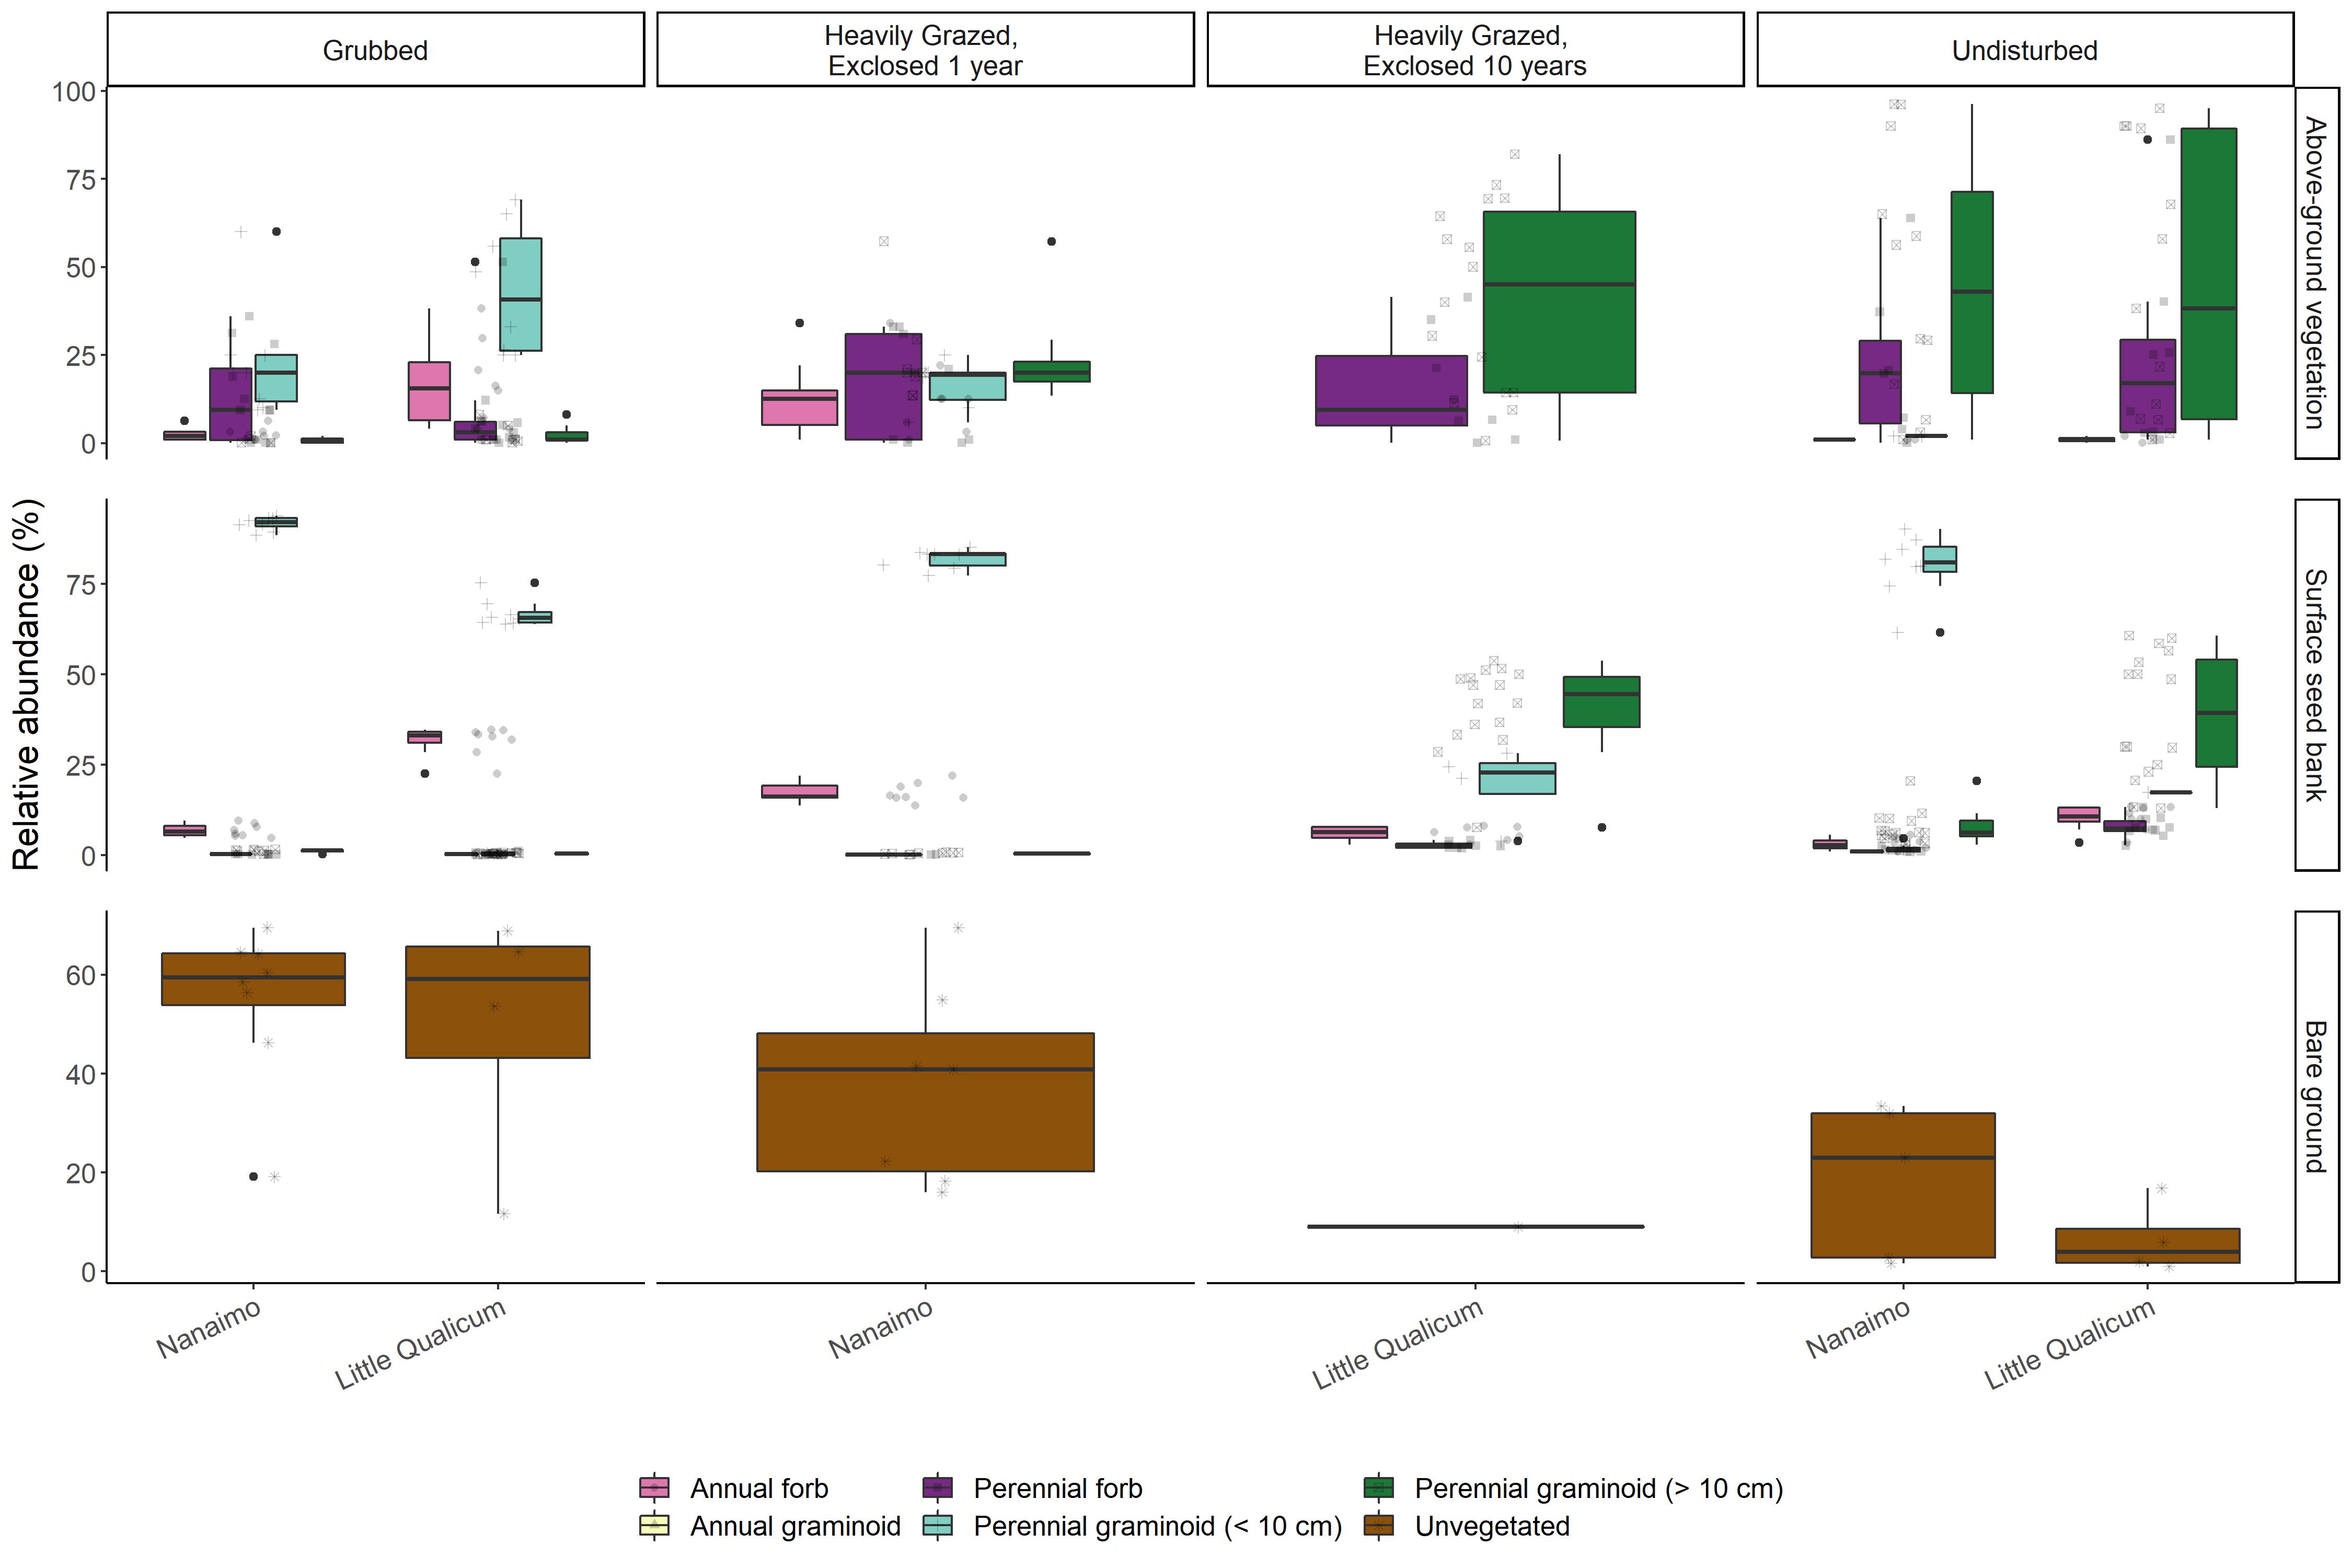 Grubbed
Heavily Grazed,
Exclosed 1 year
Heavily Grazed,
Exclosed 10 years
Undisturbed
Relative abundance (%)
100
75
50
25
0
Above-ground vegetation
75
50
25
0
Surface seed bank
60
40
20
0
Bare ground
Nanaimo
Little Qualicum
Nanaimo
Little Qualicum
Nanaimo
Little Qualicum
Annual forb
Perennial forb
Perennial graminoid (> 10 cm)
Annual graminoid
Perennial graminoid (< 10 cm)
Unvegetated